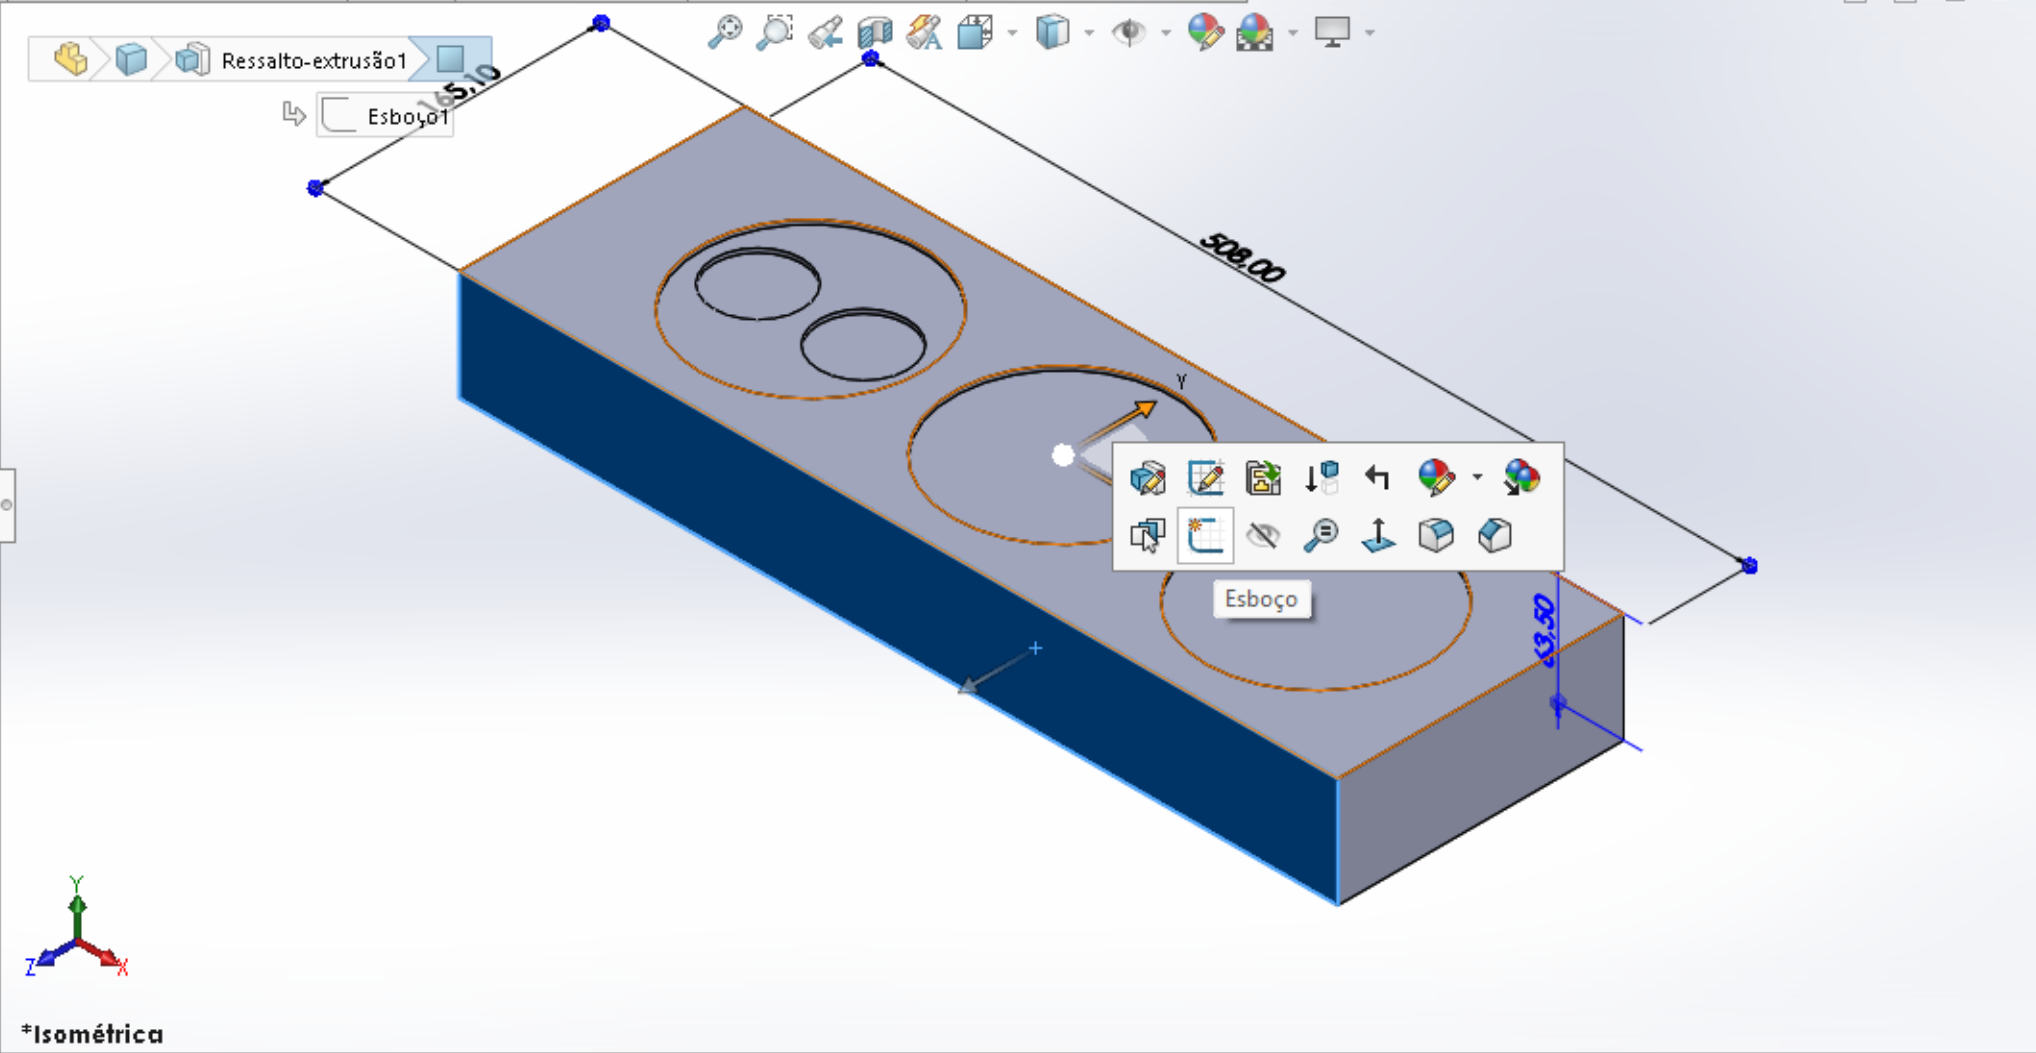 Ressalto-extrusão1
165,10
Esboço1
508,00
Y
Esboço
63,50
Y
Z
X
*Isométrica